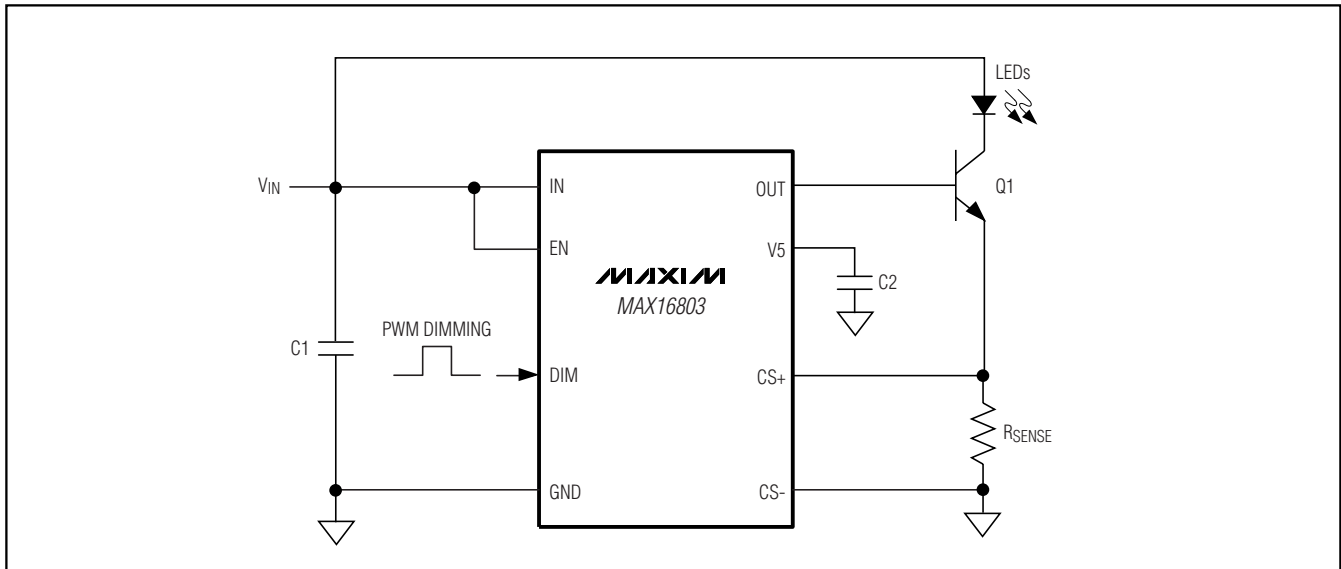 LEDs
VIN
IN
OUT
Q1
EN
V5
MAXIM
MAX16803
C2
PWM DIMMING
C1
DIM
CS+
RSENSE
GND
CS-